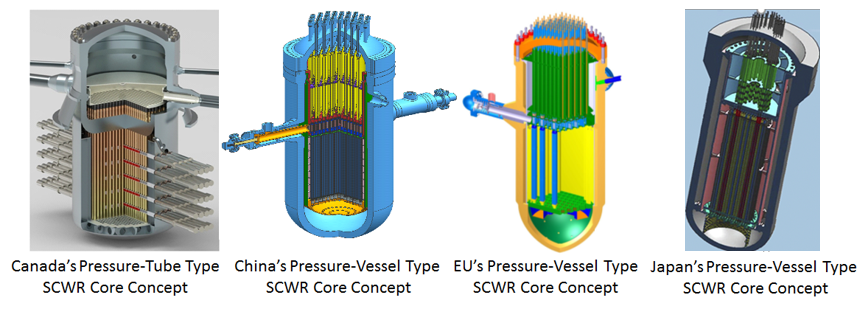 Canada's Pressure-Tube Type
SCWR Core Concept
China's Pressure-Vessel Type
SCWR Core Concept
EU's Pressure-Vessel Type
SCWR Core Concept
Japan's Pressure-Vessel Type
SCWR Core Concept